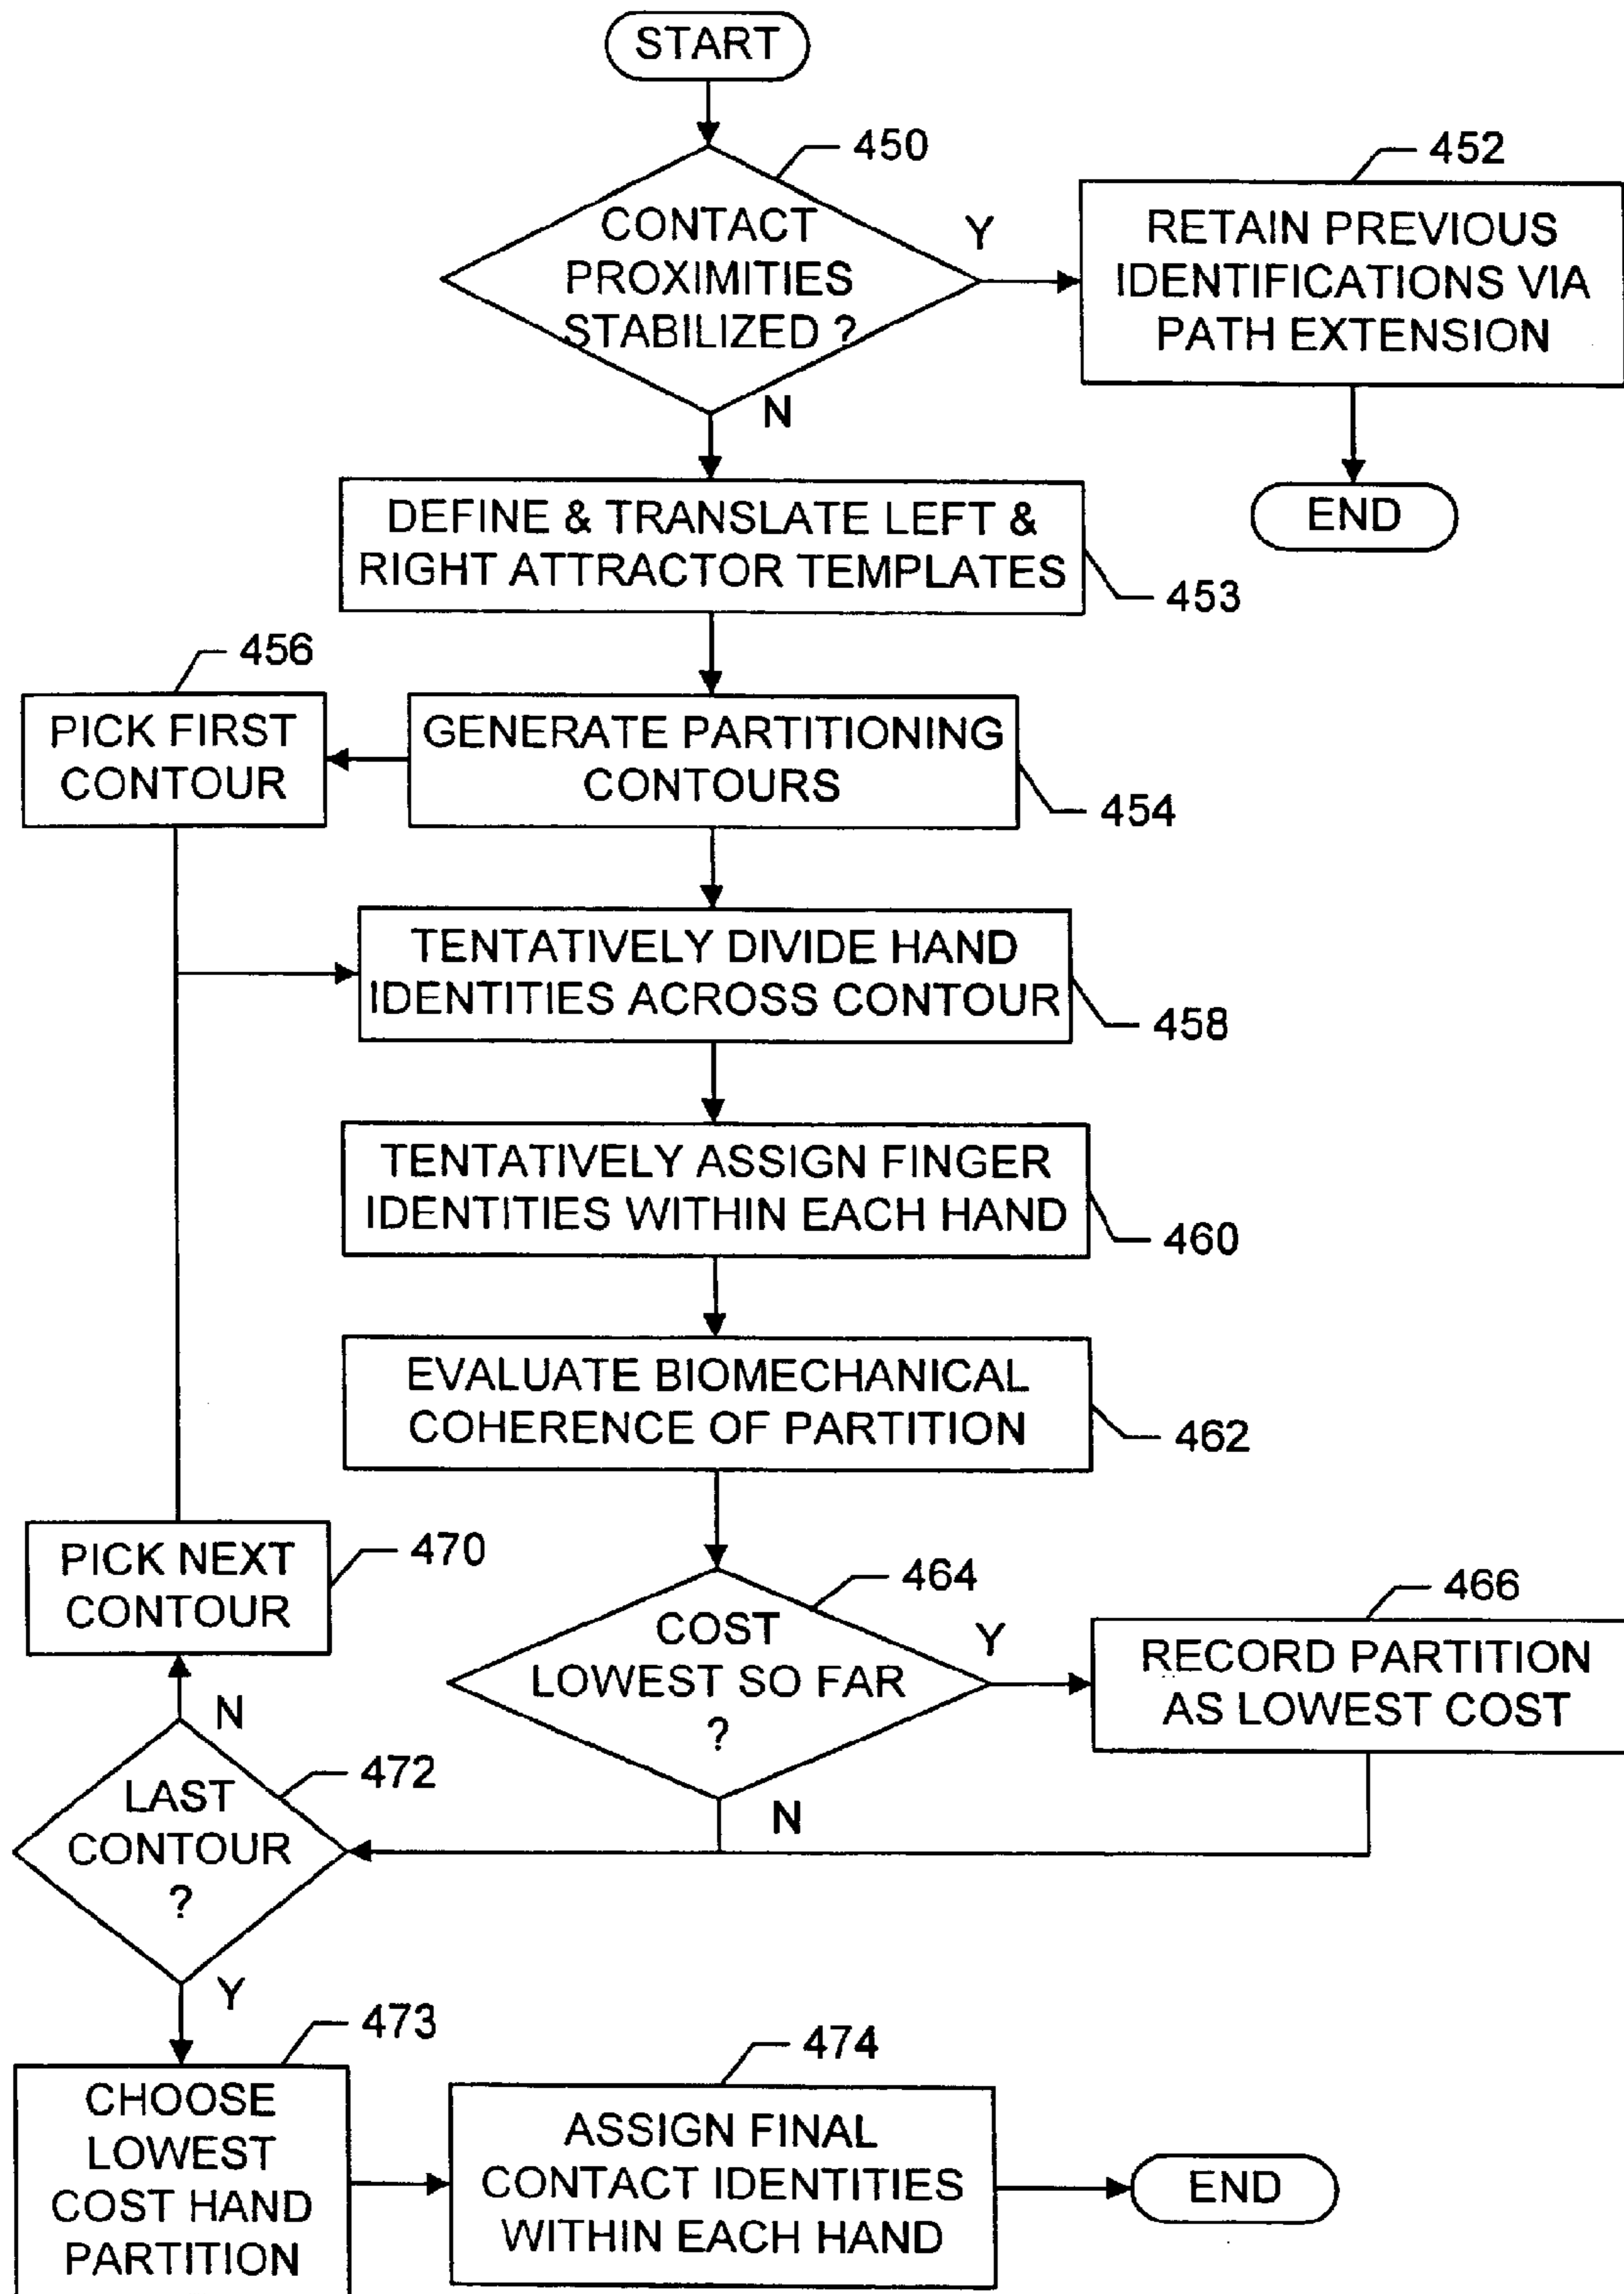 START
450
CONTACT
PROXIMITIES
STABILIZED ?
Y
N
452
RETAIN PREVIOUS
IDENTIFICATIONS VIA
PATH EXTENSION
END
DEFINE & TRANSLATE LEFT &
RIGHT ATTRACTOR TEMPLATES
453
456
PICK FIRST
CONTOUR
GENERATE PARTITIONING
CONTOURS
454
TENTATIVELY DIVIDE HAND
IDENTITIES ACROSS CONTOUR
458
TENTATIVELY ASSIGN FINGER
IDENTITIES WITHIN EACH HAND
460
EVALUATE BIOMECHANICAL
COHERENCE OF PARTITION
462
PICK NEXT
CONTOUR
470
464
COST
LOWEST SO FAR
?
Y
N
466
RECORD PARTITION
AS LOWEST COST
N
472
LAST
CONTOUR
?
Y
473
CHOOSE
LOWEST
COST HAND
PARTITION
474
ASSIGN FINAL
CONTACT IDENTITIES
WITHIN EACH HAND
END